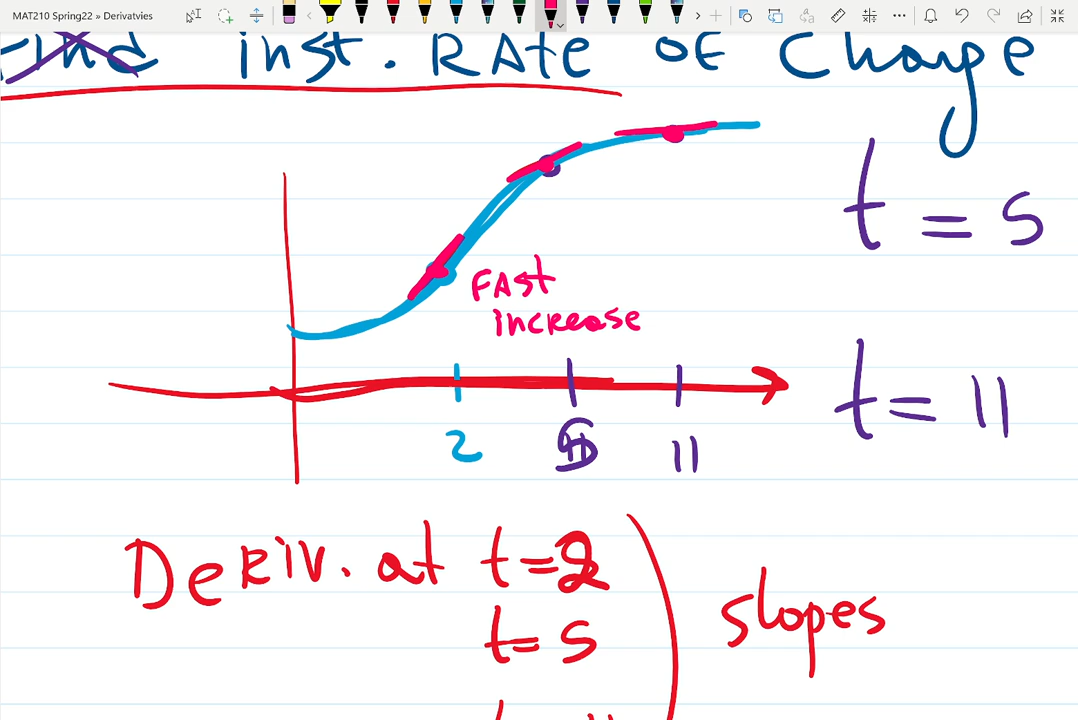 MAT210 Spring22 » Derivatvies
Find inst. RAte of Change
t = 5
FAst
increase
t = 11
2 5 11
Deriv. at t=2
t= 5
slopes